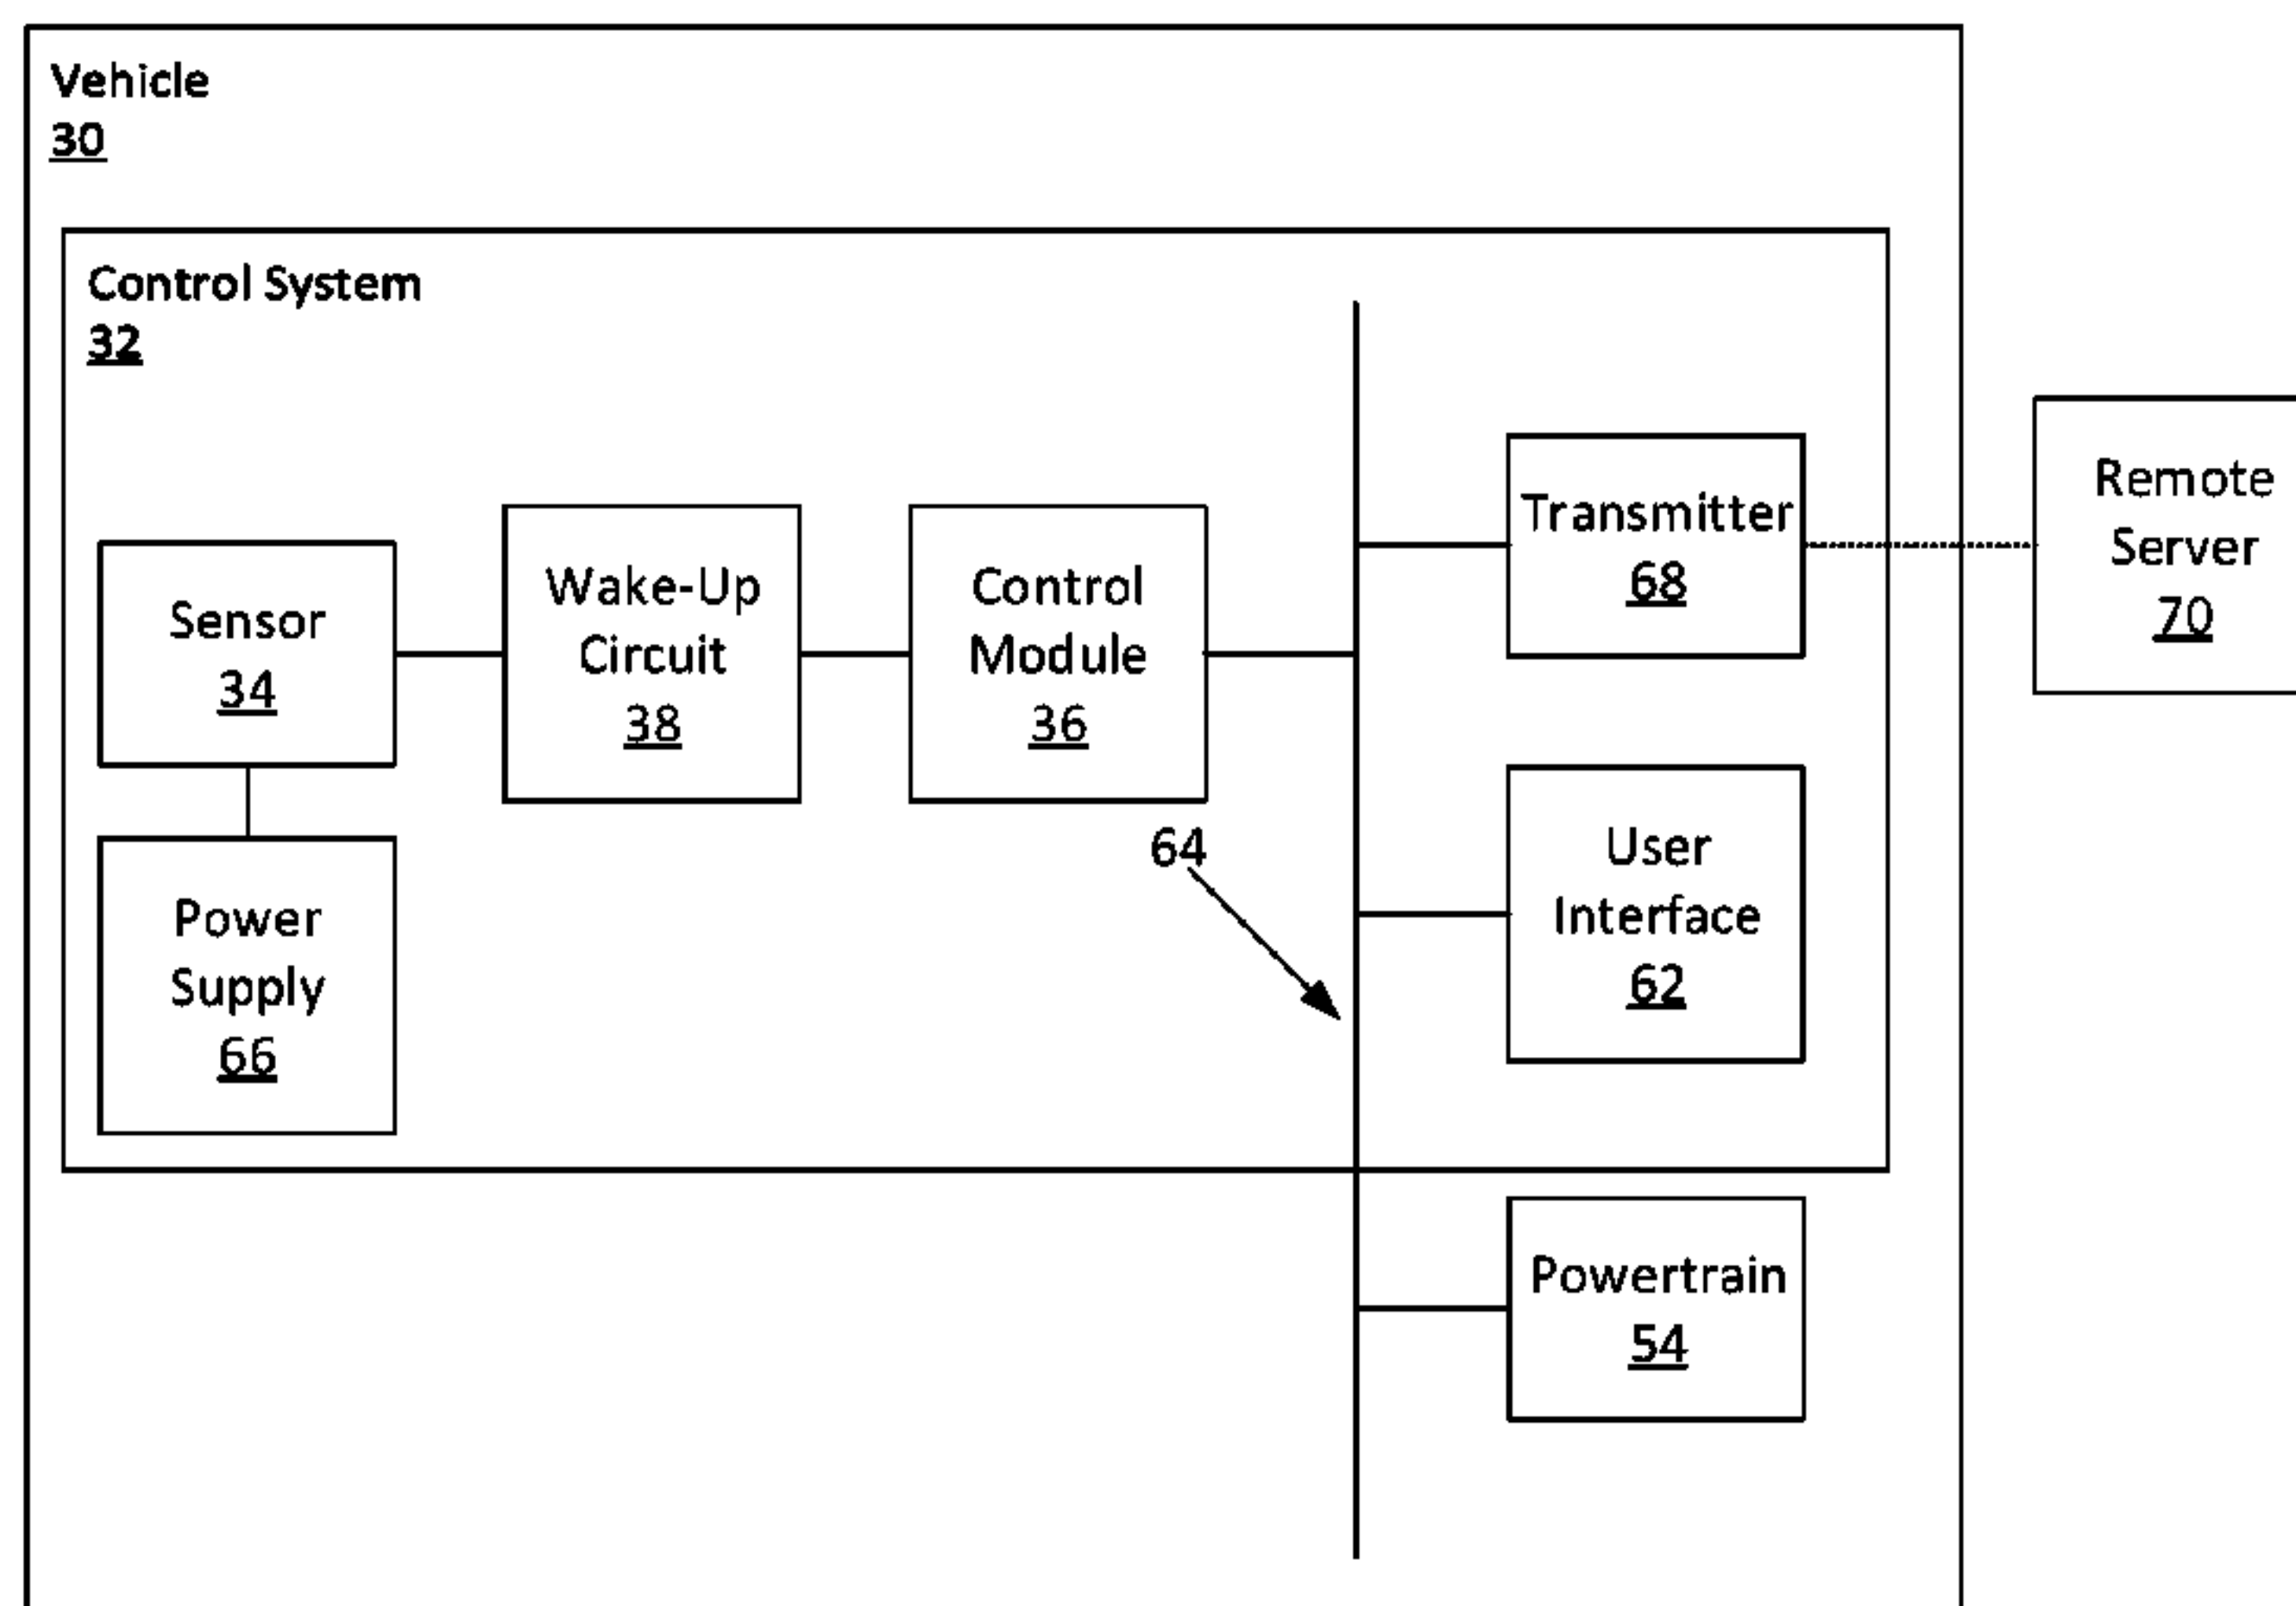 Vehicle
30
Control System
32
Sensor
34
Wake-Up
Circuit
38
Control
Module
36
Transmitter
68
Remote
Server
70
Power
Supply
66
64
User
Interface
62
Powertrain
54